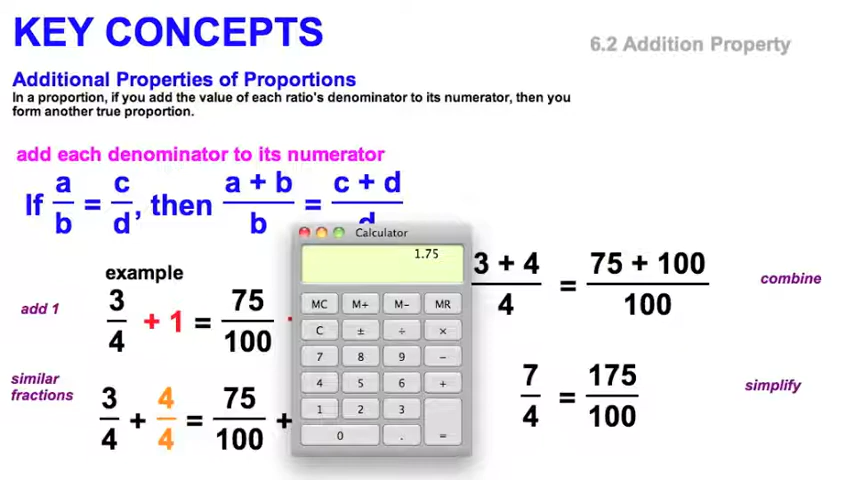 KEY CONCEPTS
6.2 Addition Property
Additional Properties of Proportions
In a proportion, if you add the value of each ratio's denominator to its numerator, then you
form another true proportion.
add each denominator to its numerator
If a/b = c/d, then (a + b)/b = (c + d)/d
Calculator
1.75
MC M+ M- MR
C ± ÷ ×
7 8 9 −
4 5 6 +
1 2 3
0 . =
example
add 1
3/4 + 1 = 75/100
similar
fractions
3/4 + 4/4 = 75/100 +
(3 + 4)/4 = (75 + 100)/100
combine
7/4 = 175/100
simplify